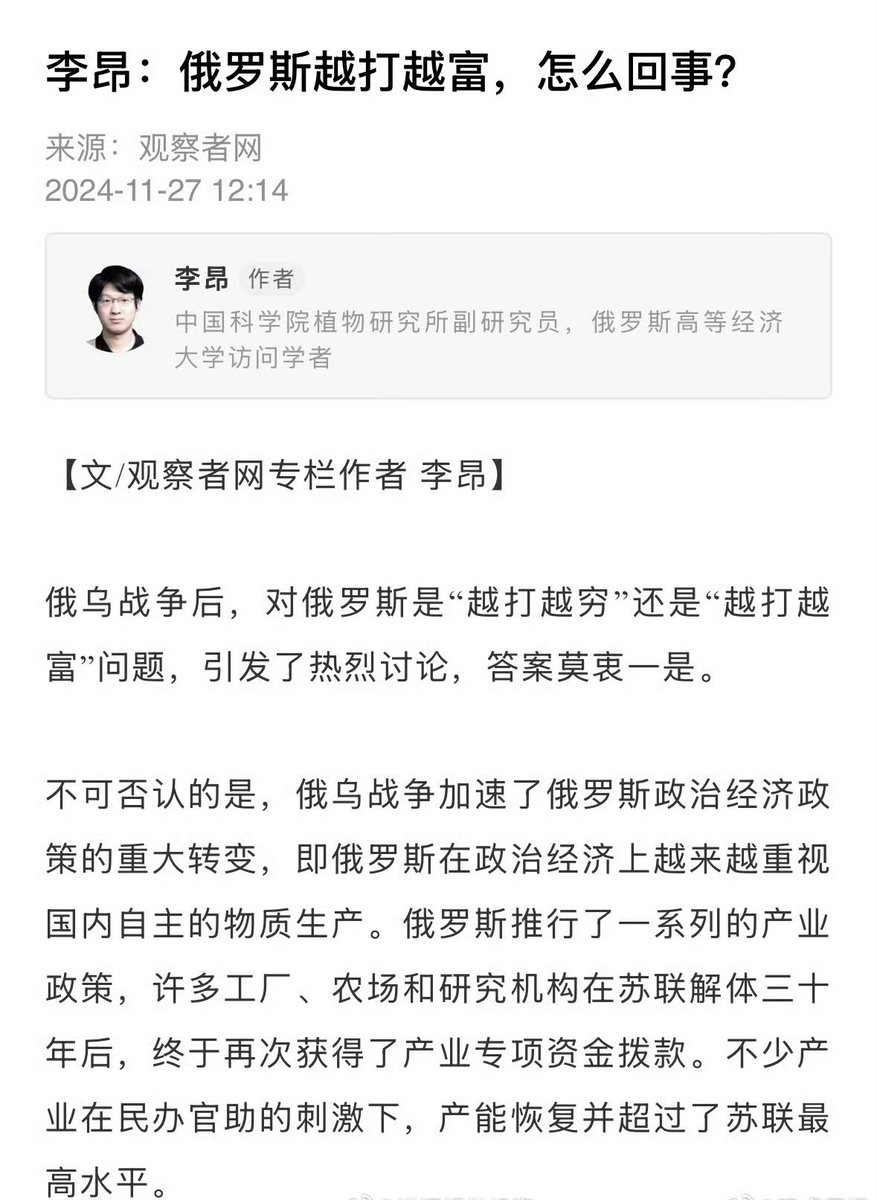 李昂：俄罗斯越打越富，怎么回事？
来源：观察者网
2024-11-27 12:14
李昂 作者
中国科学院植物研究所副研究员，俄罗斯高等经济
大学访问学者
【文/观察者网专栏作者 李昂】
俄乌战争后，对俄罗斯是“越打越穷”还是“越打越
富”问题，引发了热烈讨论，答案莫衷一是。
不可否认的是，俄乌战争加速了俄罗斯政治经济政
策的重大转变，即俄罗斯在政治经济上越来越重视
国内自主的物质生产。俄罗斯推行了一系列的产业
政策，许多工厂、农场和研究机构在苏联解体三十
年后，终于再次获得了产业专项资金拨款。不少产
业在民办官助的刺激下，产能恢复并超过了苏联最
高水平。